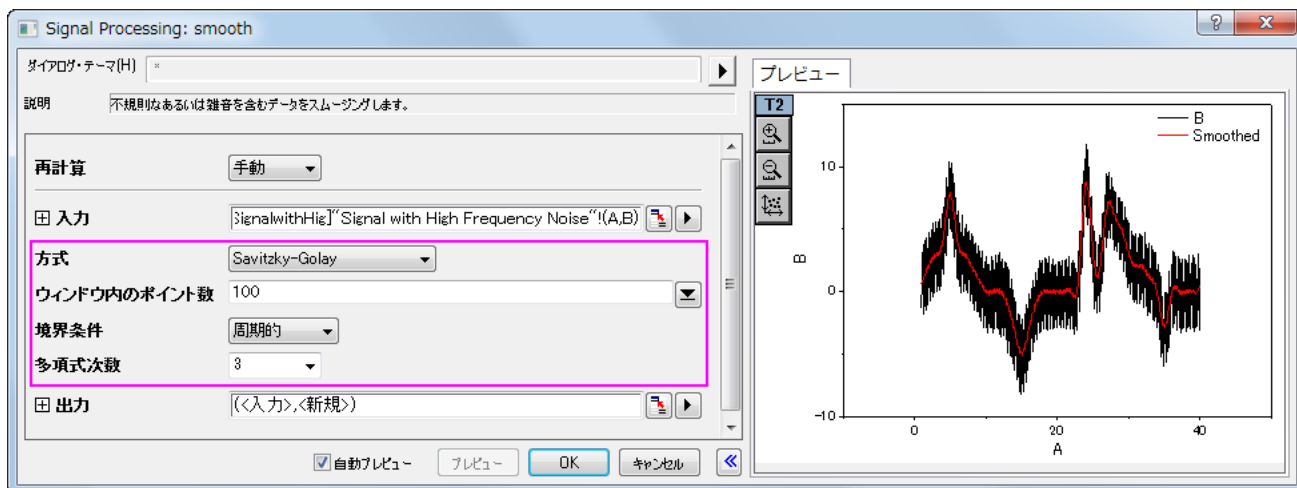 Signal Processing: smooth
ダイアログ・テーマ(H) *
説明 不規則なあるいは雑音を含むデータをスムージングします。
再計算 手動
入力 SignalwithHig]"Signal with High Frequency Noise"!(A,B)
方式 Savitzky-Golay
ウィンドウ内のポイント数 100
境界条件 周期的
多項式次数 3
出力 (<入力>,<新規>)
自動プレビュー プレビュー OK キャンセル
プレビュー
T2
B
Smoothed
10
0
-10
B
0 20 40
A